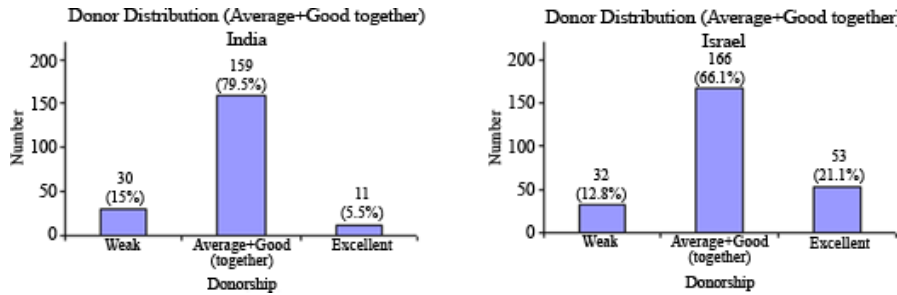 Donor Distribution (Average+Good together)
India
Number
200
150
100
50
0
30
(15%)
159
(79.5%)
11
(5.5%)
Weak
Average+Good
(together)
Excellent
Donorship
Donor Distribution (Average+Good together)
Israel
Number
200
150
100
50
0
32
(12.8%)
166
(66.1%)
53
(21.1%)
Weak
Average+Good
(together)
Excellent
Donorship